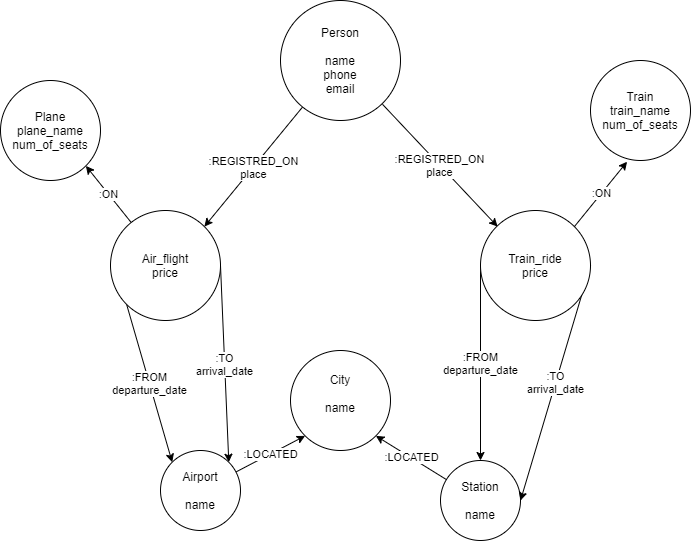 Person
name
phone
email
Plane
plane_name
num_of_seats
Train
train_name
num_of_seats
:REGISTRED_ON
place
:REGISTRED_ON
place
:ON
:ON
Air_flight
price
Train_ride
price
:FROM
departure_date
:TO
arrival_date
:FROM
departure_date
:TO
arrival_date
City
name
:LOCATED
:LOCATED
Airport
name
Station
name